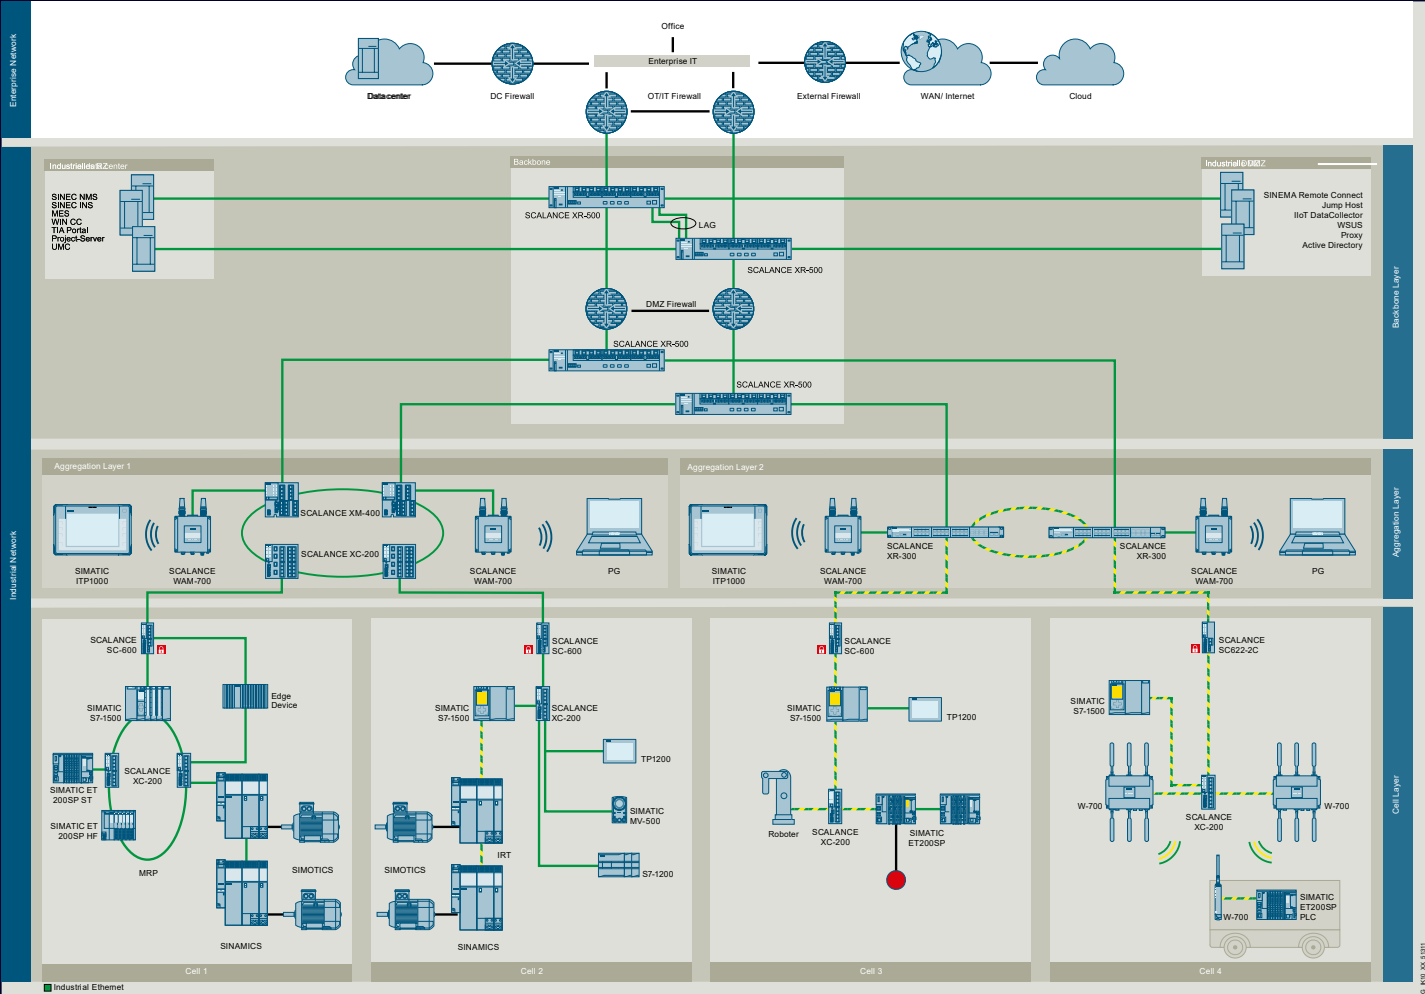 Enterprise Network
Office
Enterprise IT
Datacenter
DC Firewall
OT/IT Firewall
External Firewall
WAN/ Internet
Cloud
Industrial Network
Backbone Layer
Backbone
SINEC NMS
SINEC INS
MES
WIN CC
TIA Portal
Project-Server
UMC
SCALANCE XR-500
LAG
SCALANCE XR-500
SINEMA Remote Connect
Jump Host
IIoT DataCollector
WSUS
Proxy
Active Directory
DMZ Firewall
SCALANCE XR-500
SCALANCE XR-500
Aggregation Layer
Aggregation Layer 1
SIMATIC
ITP1000
SCALANCE
WAM-700
SCALANCE XM-400
SCALANCE XC-200
SCALANCE
WAM-700
PG
Aggregation Layer 2
SIMATIC
ITP1000
SCALANCE
WAM-700
SCALANCE
XR-300
SCALANCE
XR-300
SCALANCE
WAM-700
PG
Cell Layer
SCALANCE
SC-600
SIMATIC
S7-1500
Edge
Device
SCALANCE
XC-200
SIMATIC ET
200SP ST
SIMATIC ET
200SP HF
MRP
SIMOTICS
SINAMICS
Cell 1
SCALANCE
SC-600
SIMATIC
S7-1500
SCALANCE
XC-200
TP1200
SIMATIC
MV-500
IRT
SIMOTICS
S7-1200
SINAMICS
Cell 2
SCALANCE
SC-600
SIMATIC
S7-1500
TP1200
Roboter
SCALANCE
XC-200
SIMATIC
ET200SP
Cell 3
SCALANCE
SC622-2C
SIMATIC
S7-1500
W-700
W-700
SCALANCE
XC-200
W-700
SIMATIC
ET200SP
PLC
Cell 4
Industrial Ethernet